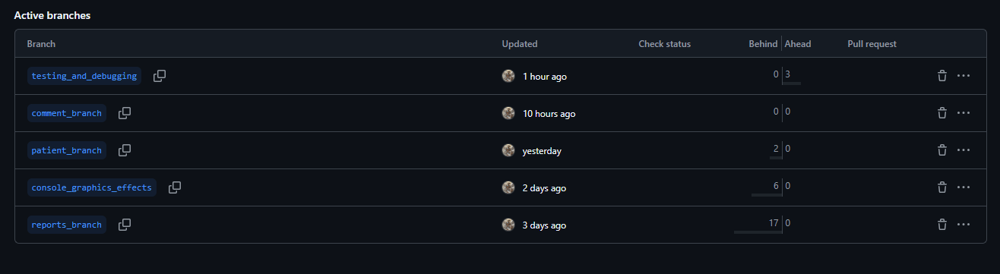 Active branches
Branch Updated Check status Behind Ahead Pull request
testing_and_debugging 1 hour ago 0 3
comment_branch 10 hours ago 0 0
patient_branch yesterday 2 0
console_graphics_effects 2 days ago 6 0
reports_branch 3 days ago 17 0